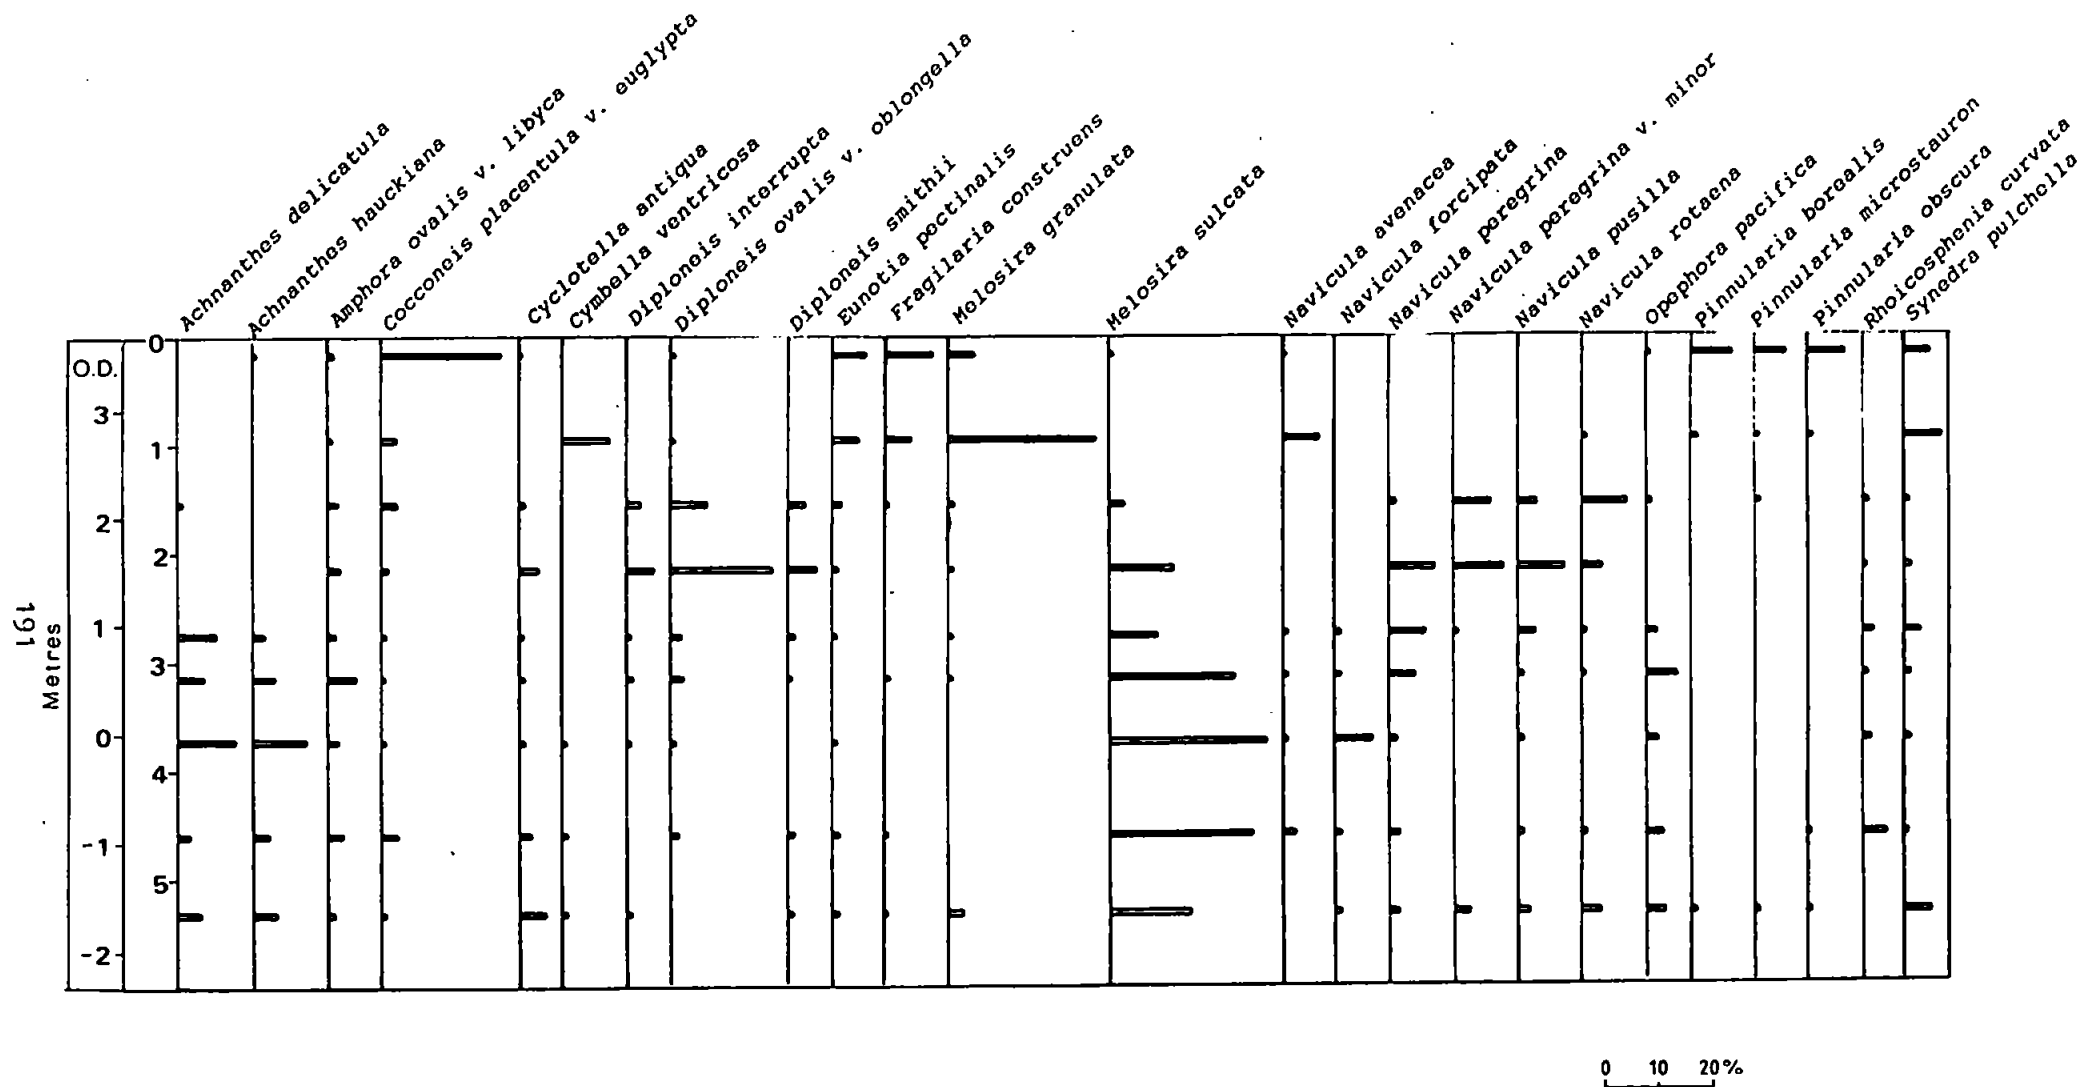 Achnanthes delicatula
Achnanthes hauckiana
Amphora ovalis v. libyca
Cocconeis placentula v. euglypta
Cyclotella antiqua
Cymbella ventricosa
Diploneis interrupta
Diploneis ovalis v. oblongella
Diploneis smithii
Eunotia pectinalis
Fragilaria construens
Melosira granulata
Melosira sulcata
Navicula avenacea
Navicula forcipata
Navicula peregrina
Navicula peregrina v. minor
Navicula pusilla
Navicula rotaena
Opephora pacifica
Pinnularia borealis
Pinnularia microstauron
Pinnularia obscura
Rhoicosphenia curvata
Synedra pulchella
O.D.
3
2
1
0
-1
-2
0
1
2
3
4
5
191
Metres
0 10 20%